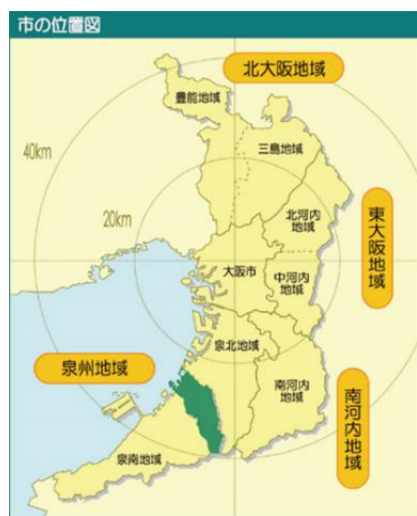 市の位置図
北大阪地域
豊能地域
40km
三島地域
20km
北河内
地域
東大阪地域
大阪市
中河内
地域
泉北地域
泉州地域
南河内
地域
南河内地域
泉南地域